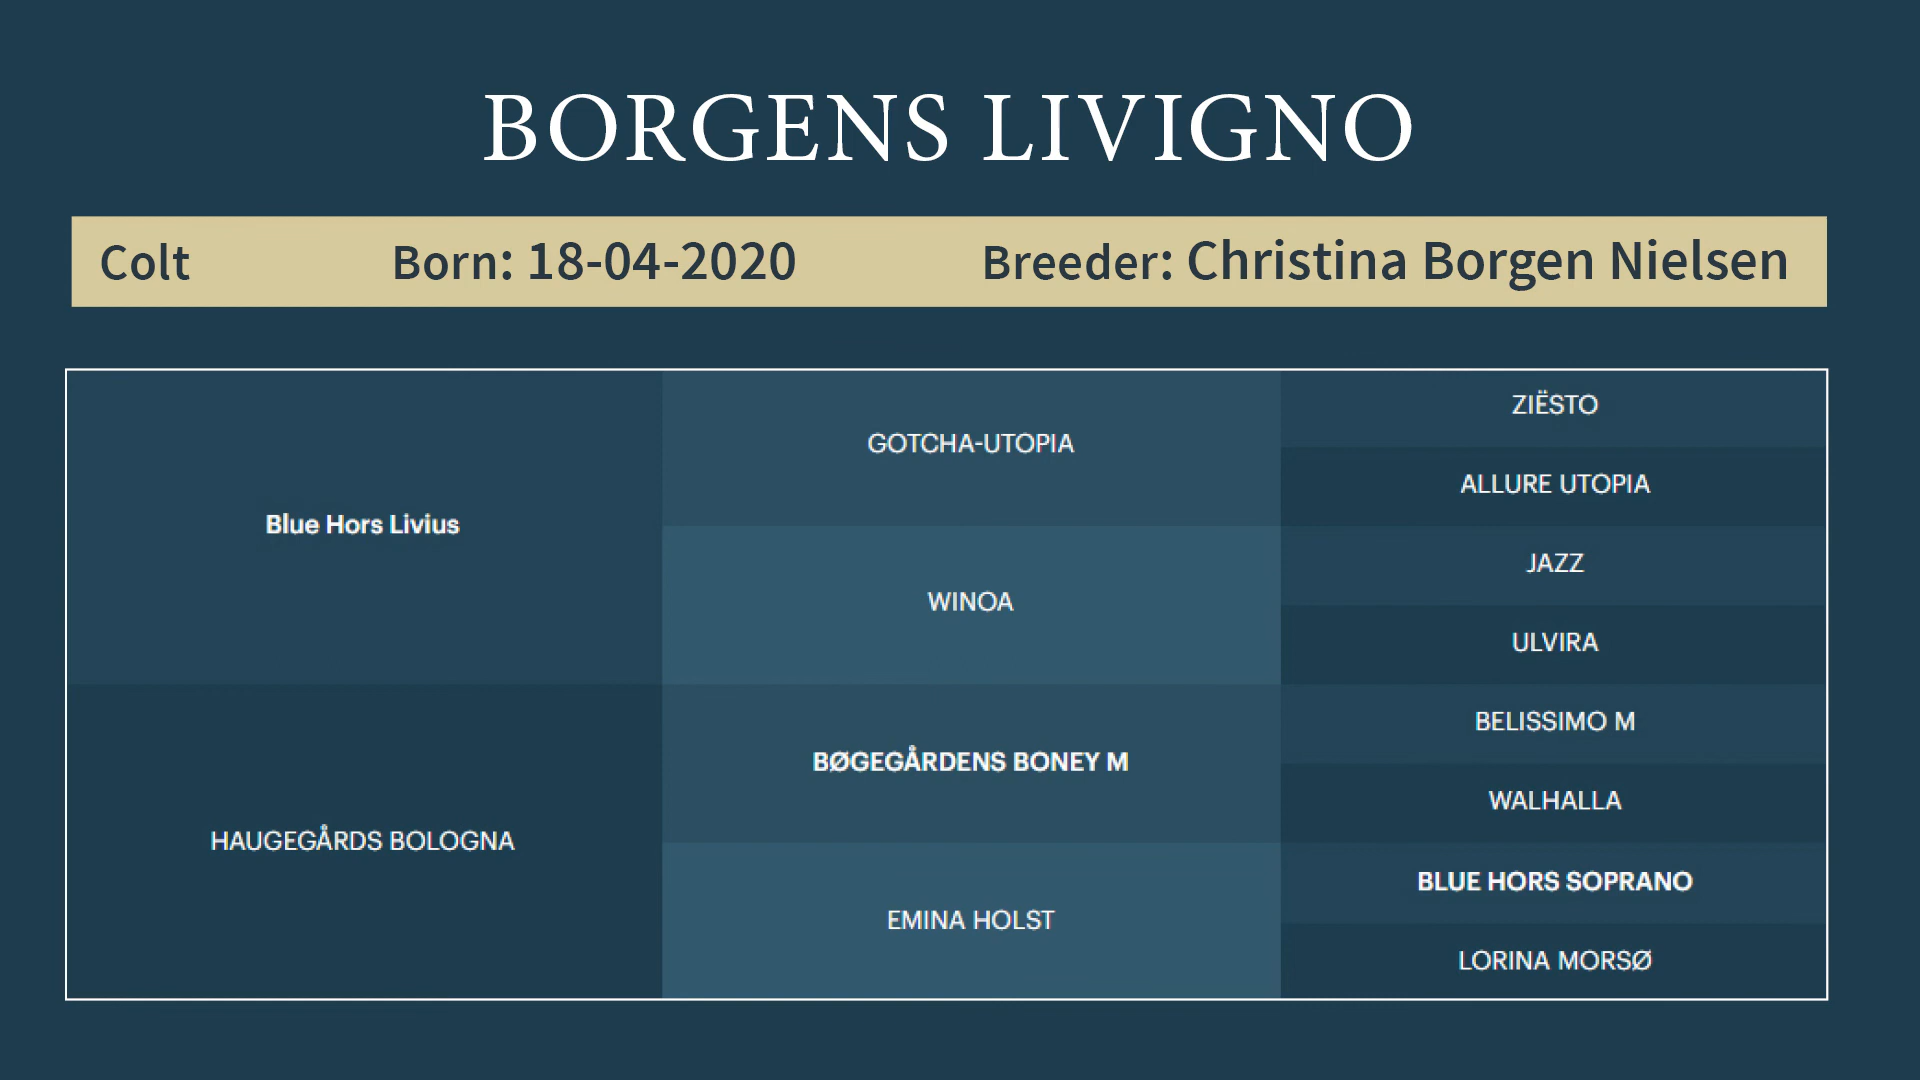 BORGENS LIVIGNO
Colt Born: 18-04-2020 Breeder: Christina Borgen Nielsen
Blue Hors Livius
HAUGEGÅRDS BOLOGNA
GOTCHA-UTOPIA
WINOA
BØGEGÅRDENS BONEY M
EMINA HOLST
ZIËSTO
ALLURE UTOPIA
JAZZ
ULVIRA
BELISSIMO M
WALHALLA
BLUE HORS SOPRANO
LORINA MORSØ